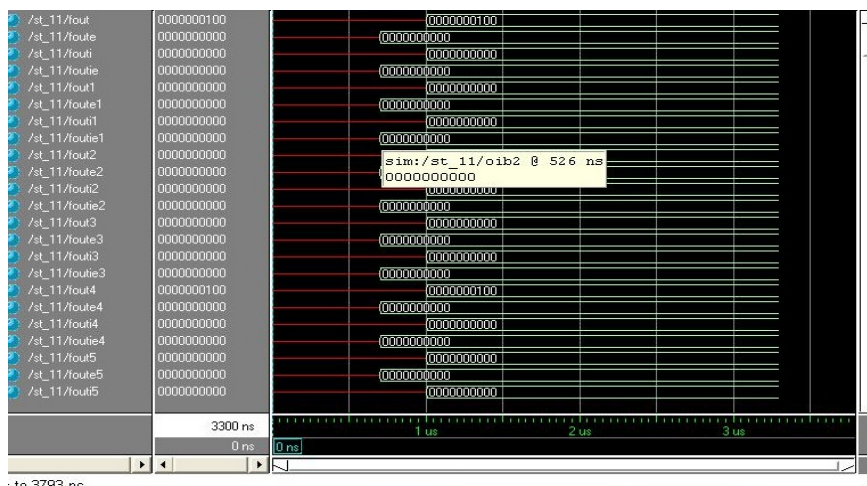 /st_11/fout 0000000100 0000000100
/st_11/foute 0000000000 0000000000
/st_11/fouti 0000000000 0000000000
/st_11/foutie 0000000000 0000000000
/st_11/fout1 0000000000 0000000000
/st_11/foute1 0000000000 0000000000
/st_11/fouti1 0000000000 0000000000
/st_11/foutie1 0000000000 0000000000
/st_11/fout2 0000000000
sim:/st_11/oib2 @ 526 ns
/st_11/foute2 0000000000
0000000000
/st_11/fouti2 0000000000 0000000000
/st_11/foutie2 0000000000 0000000000
/st_11/fout3 0000000000 0000000000
/st_11/foute3 0000000000 0000000000
/st_11/fouti3 0000000000 0000000000
/st_11/foutie3 0000000000 0000000000
/st_11/fout4 0000000100 0000000100
/st_11/foute4 0000000000 0000000000
/st_11/fouti4 0000000000 0000000000
/st_11/foutie4 0000000000 0000000000
/st_11/fout5 0000000000 0000000000
/st_11/foute5 0000000000 0000000000
/st_11/fouti5 0000000000 0000000000
3300 ns 1 us 2 us 3 us
0 ns 0 ns
to 3793 ns